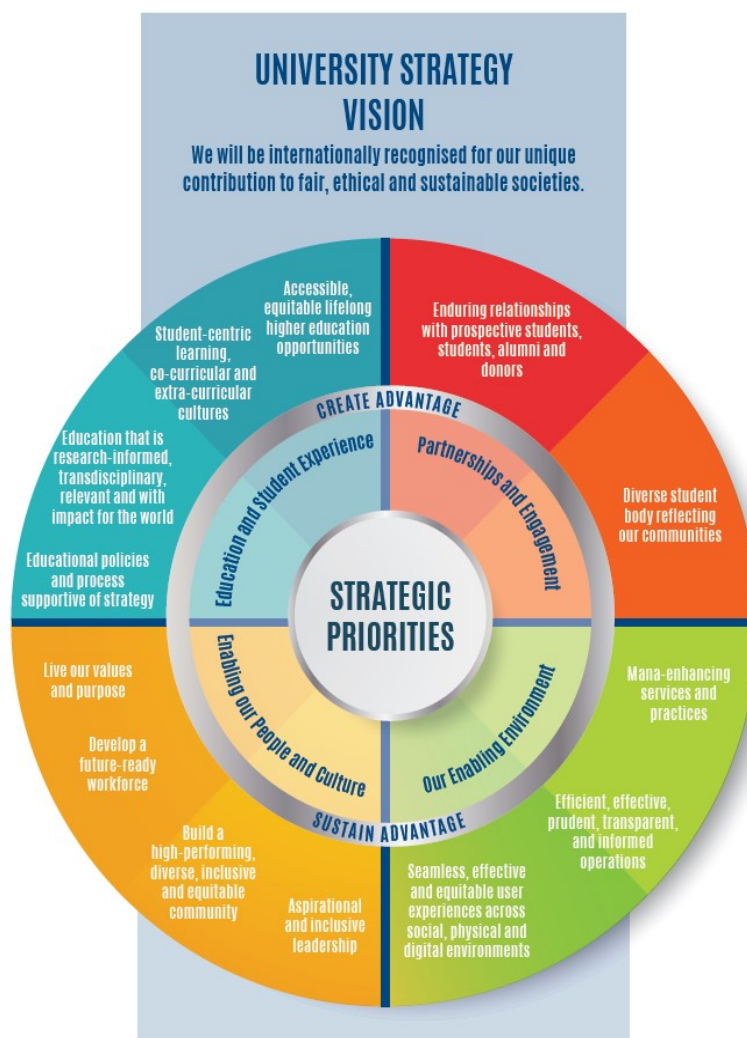 UNIVERSITY STRATEGY
VISION
We will be internationally recognised for our unique
contribution to fair, ethical and sustainable societies.
Accessible,
equitable lifelong
higher education
opportunities
Student-centric
learning,
co-curricular and
extra-curricular
cultures
Education that is
research-informed,
transdisciplinary,
relevant and with
impact for the world
Educational policies
and process
supportive of strategy
Enduring relationships
with prospective students,
students, alumni and
donors
Diverse student
body reflecting
our communities
CREATE ADVANTAGE
Education and Student Experience
Partnerships and Engagement
STRATEGIC
PRIORITIES
Enabling our People and Culture
Our Enabling Environment
SUSTAIN ADVANTAGE
Live our values
and purpose
Develop a
future-ready
workforce
Build a
high-performing,
diverse, inclusive
and equitable
community
Aspirational
and inclusive
leadership
Mana-enhancing
services and
practices
Efficient, effective,
prudent, transparent,
and informed
operations
Seamless, effective
and equitable user
experiences across
social, physical and
digital environments